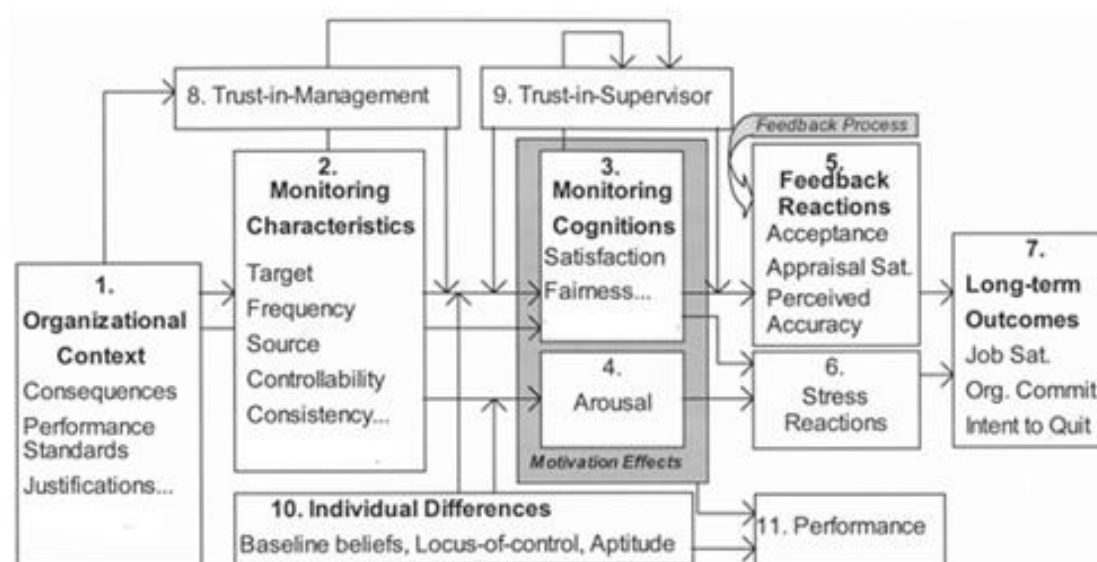 8. Trust-in-Management
9. Trust-in-Supervisor
Feedback Process
1.
Organizational
Context
Consequences
Performance
Standards
Justifications...
2.
Monitoring
Characteristics
Target
Frequency
Source
Controllability
Consistency...
3.
Monitoring
Cognitions
Satisfaction
Fairness...
4.
Arousal
Motivation Effects
5.
Feedback
Reactions
Acceptance
Appraisal Sat.
Perceived
Accuracy
6.
Stress
Reactions
7.
Long-term
Outcomes
Job Sat.
Org. Commit
Intent to Quit
10. Individual Differences
Baseline beliefs, Locus-of-control, Aptitude
11. Performance